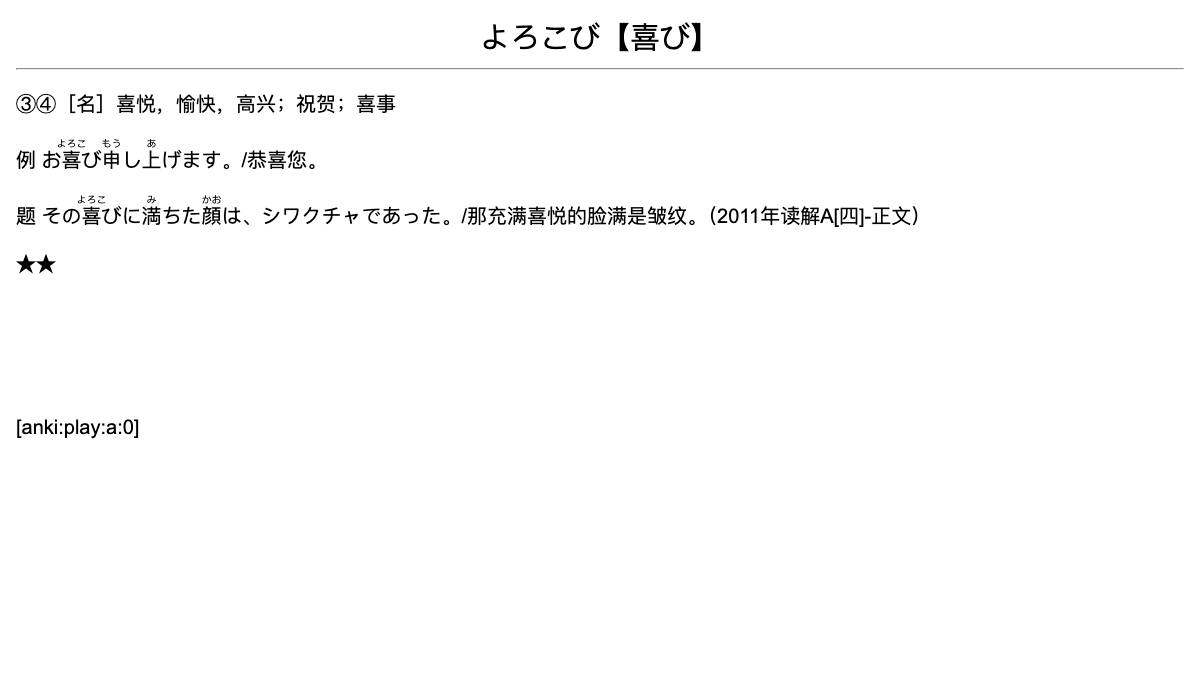 よろこび【喜び】
③④［名］喜悦，愉快，高兴；祝贺；喜事
よろこ もう あ
例 お喜び申し上げます。/恭喜您。
よろこ み かお
题 その喜びに満ちた顔は、シワクチャであった。/那充满喜悦的脸满是皱纹。（2011年读解A[四]-正文）
★★
[anki:play:a:0]